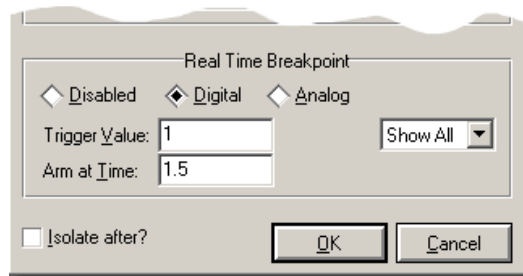 Real Time Breakpoint
Disabled Digital Analog
Trigger Value: 1 Show All
Arm at Time: 1.5
Isolate after? OK Cancel